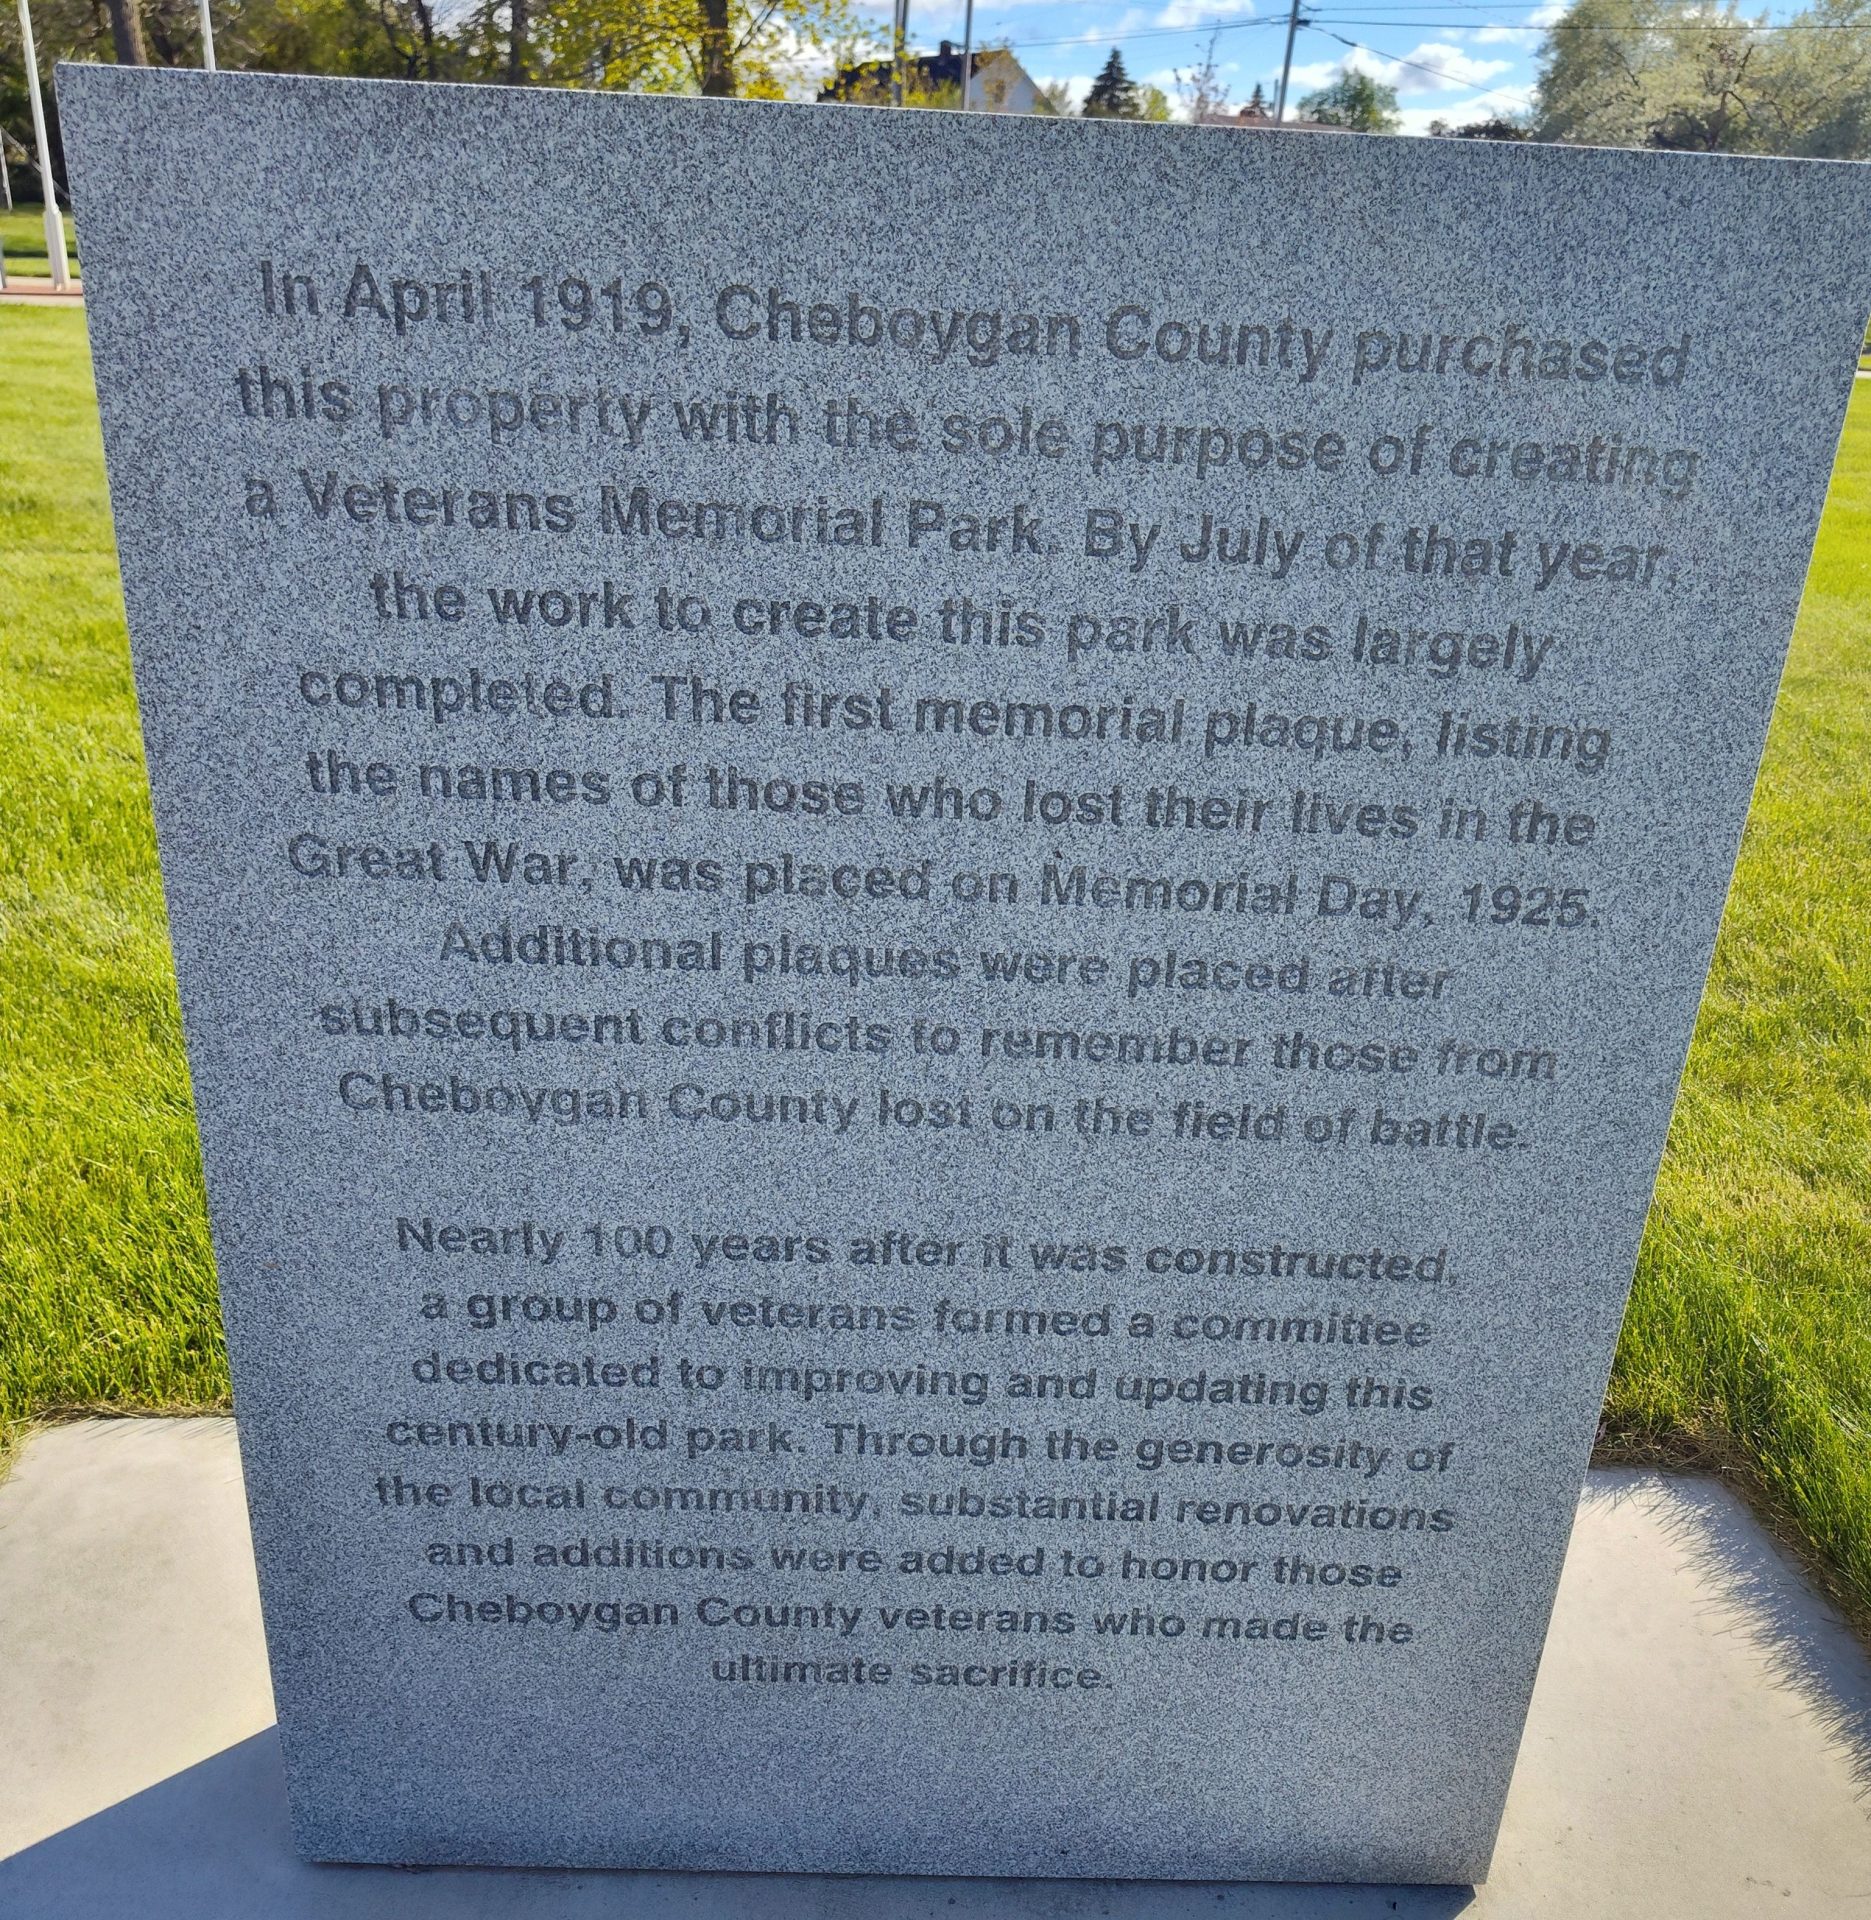 In April 1919, Cheboygan County purchased
this property with the sole purpose of creating
a Veterans Memorial Park. By July of that year,
the work to create this park was largely
completed. The first memorial plaque, listing
the names of those who lost their lives in the
Great War, was placed on Memorial Day, 1925.
Additional plaques were placed after
subsequent conflicts to remember those from
Cheboygan County lost on the field of battle.
Nearly 100 years after it was constructed,
a group of veterans formed a committee
dedicated to improving and updating this
century-old park. Through the generosity of
the local community, substantial renovations
and additions were added to honor those
Cheboygan County veterans who made the
ultimate sacrifice.